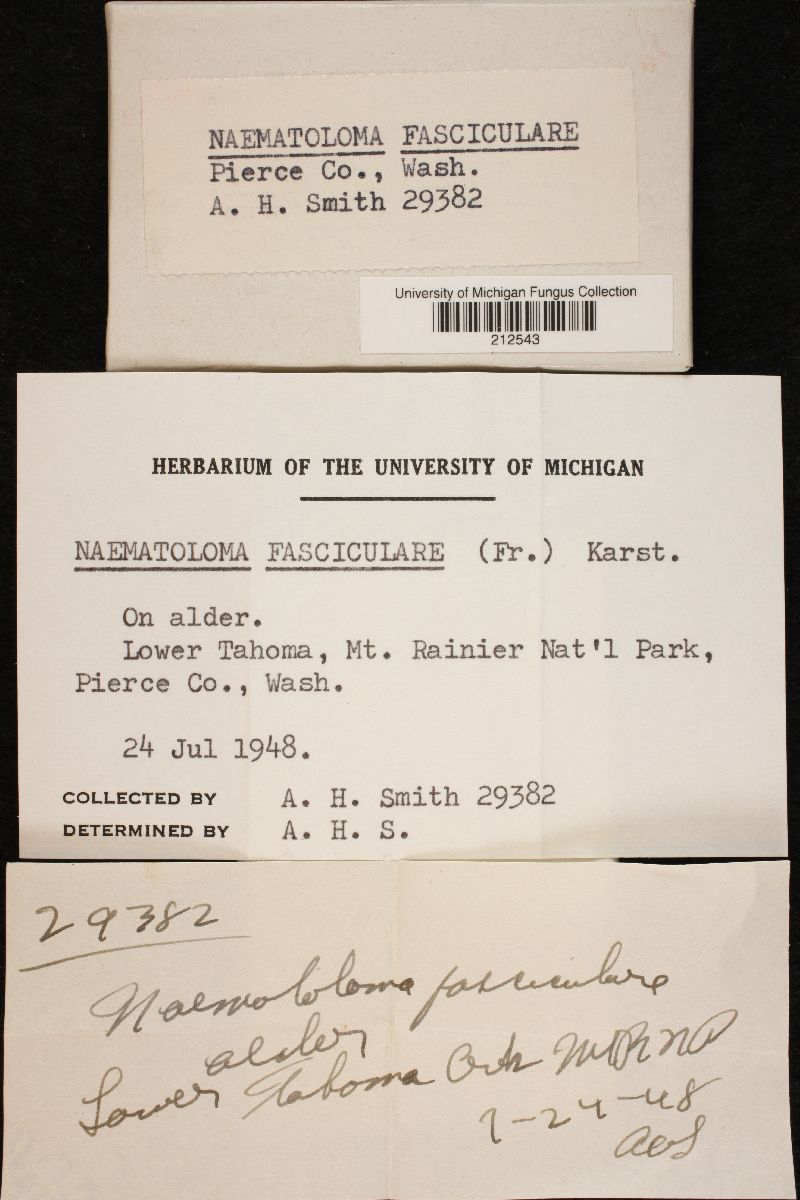 NAEMATOLOMA FASCICULARE
Pierce Co., Wash.
A. H. Smith 29382
University of Michigan Fungus Collection
212543
HERBARIUM OF THE UNIVERSITY OF MICHIGAN
NAEMATOLOMA FASCICULARE (Fr.) Karst.
On alder.
Lower Tahoma, Mt. Rainier Nat'l Park,
Pierce Co., Wash.
24 Jul 1948.
COLLECTED BY A. H. Smith 29382
DETERMINED BY A. H. S.
29382
Naematoloma fasciculare
alder
Lower Tahoma MtRNP
7-24-48